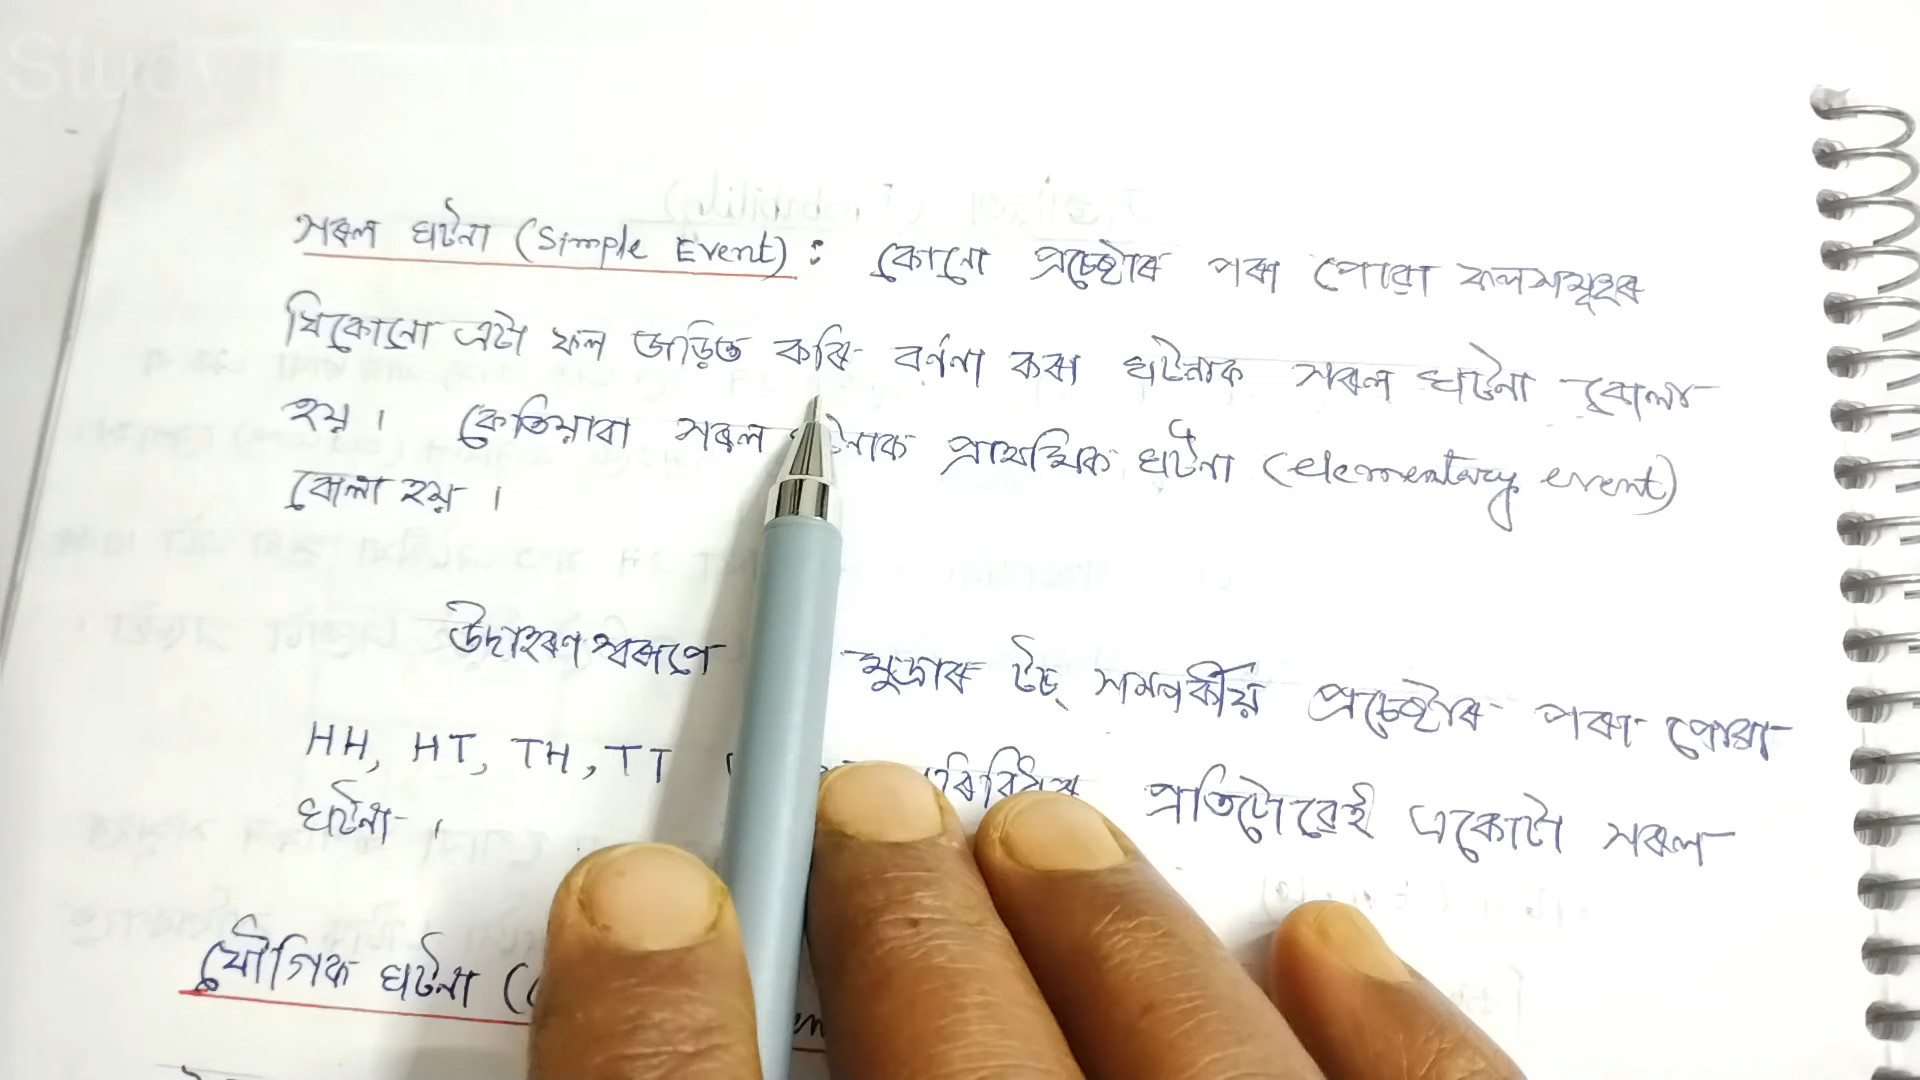 Study
সৰল ঘটনা (Simple Event) : কোনো প্ৰচেষ্টাৰ পৰা পোৱা ফলসমূহৰ
যিকোনো এটা ফল জড়িত কৰি বৰ্ণনা কৰা ঘটনাক সৰল ঘটনা বোলা
হয়। কেতিয়াবা সৰল প্ৰাথমিক ঘটনা (elementary event)
বোলা হয়।
উদাহৰণ স্বৰূপে মুদ্ৰাৰ টচ্ সম্পৰ্কীয় প্ৰচেষ্টাৰ পৰা পোৱা
HH, HT, TH, TT প্ৰতিটোৱেই একোটা সৰল
ঘটনা।
যৌগিক ঘটনা (